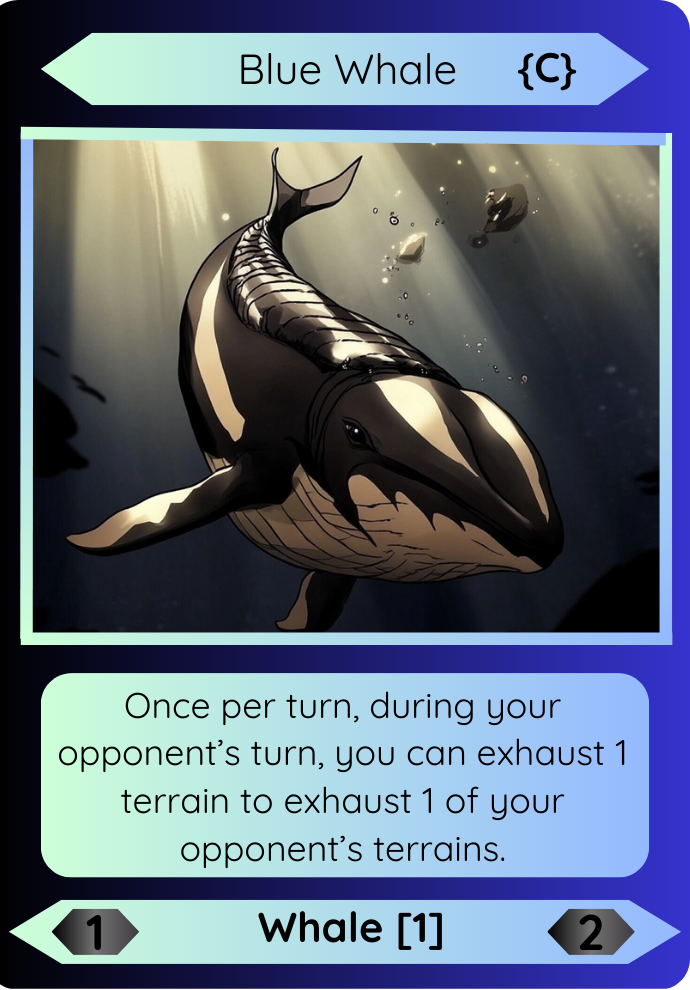 Blue Whale {C}
Once per turn, during your
opponent’s turn, you can exhaust 1
terrain to exhaust 1 of your
opponent’s terrains.
1 Whale [1] 2